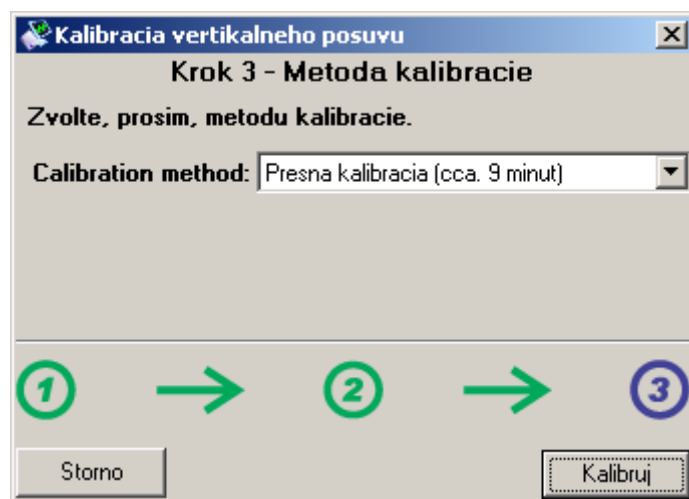 Kalibracia vertikalneho posuvu
Krok 3 - Metoda kalibracie
Zvolte, prosim, metodu kalibracie.
Calibration method: Presna kalibracia (cca. 9 minut)
1 2 3
Storno Kalibruj